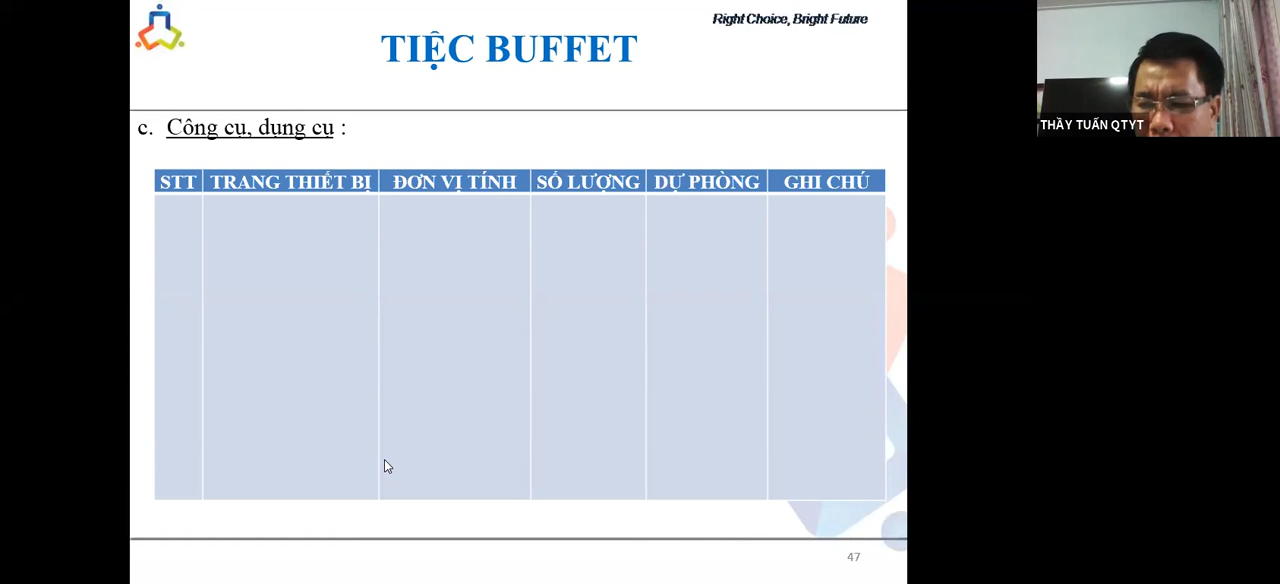 Right Choice, Bright Future
TIỆC BUFFET
c. Công cụ, dụng cụ :
STT TRANG THIẾT BỊ ĐƠN VỊ TÍNH SỐ LƯỢNG DỰ PHÒNG GHI CHÚ
47
THẦY TUẤN QTYT